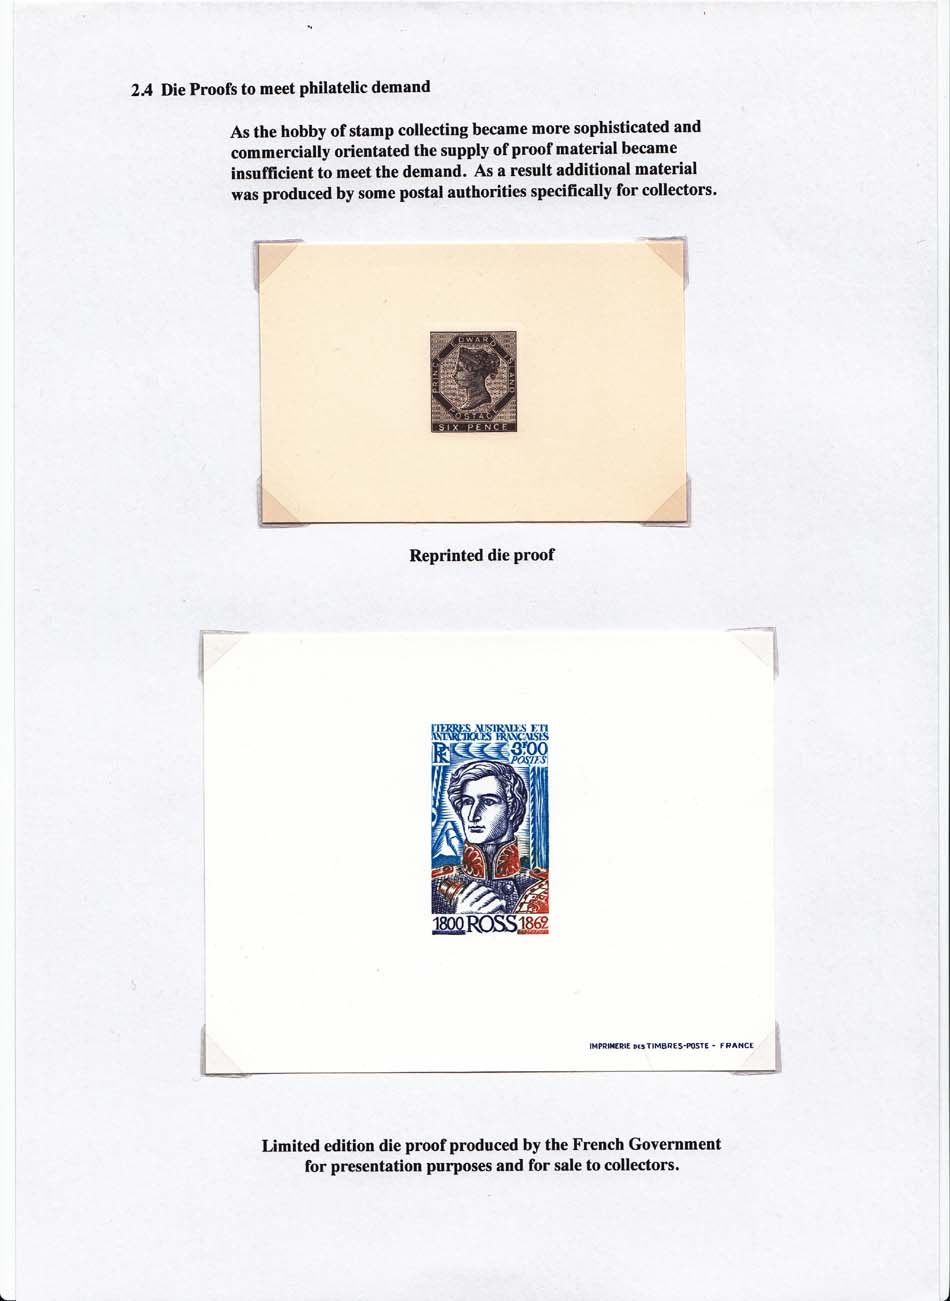 2.4 Die Proofs to meet philatelic demand
As the hobby of stamp collecting became more sophisticated and
commercially orientated the supply of proof material became
insufficient to meet the demand. As a result additional material
was produced by some postal authorities specifically for collectors.
EDWARD
PRINCE
ISLAND
POSTAGE
SIX PENCE
Reprinted die proof
TERRES AUSTRALES ET
ANTARCTIQUES FRANÇAISES
RF
3F00
POSTES
1800 ROSS 1862
IMPRIMERIE DES TIMBRES-POSTE - FRANCE
Limited edition die proof produced by the French Government
for presentation purposes and for sale to collectors.